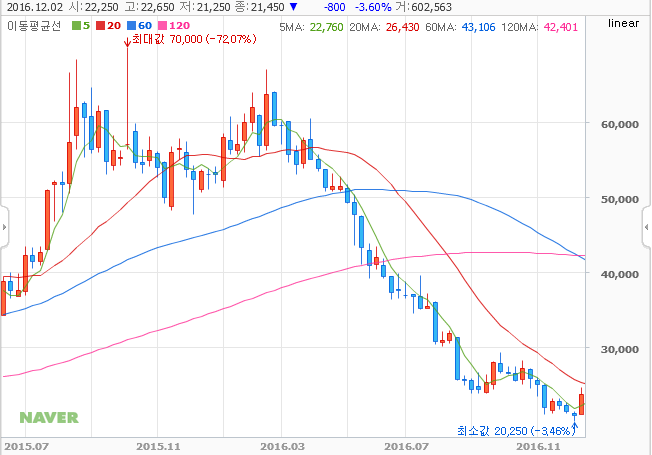 2016.12.02 시:22,250 고:22,650 저:21,250 종:21,450 ▼ -800 -3.60% 거:602,563
이동평균선 5 20 60 120 5MA: 22,760 20MA: 26,430 60MA: 43,106 120MA: 42,401 linear
최대값 70,000 (-72,07%)
60,000
50,000
40,000
30,000
NAVER
최소값 20,250 (-3,46%)
2015.07 2015.11 2016.03 2016.07 2016.11